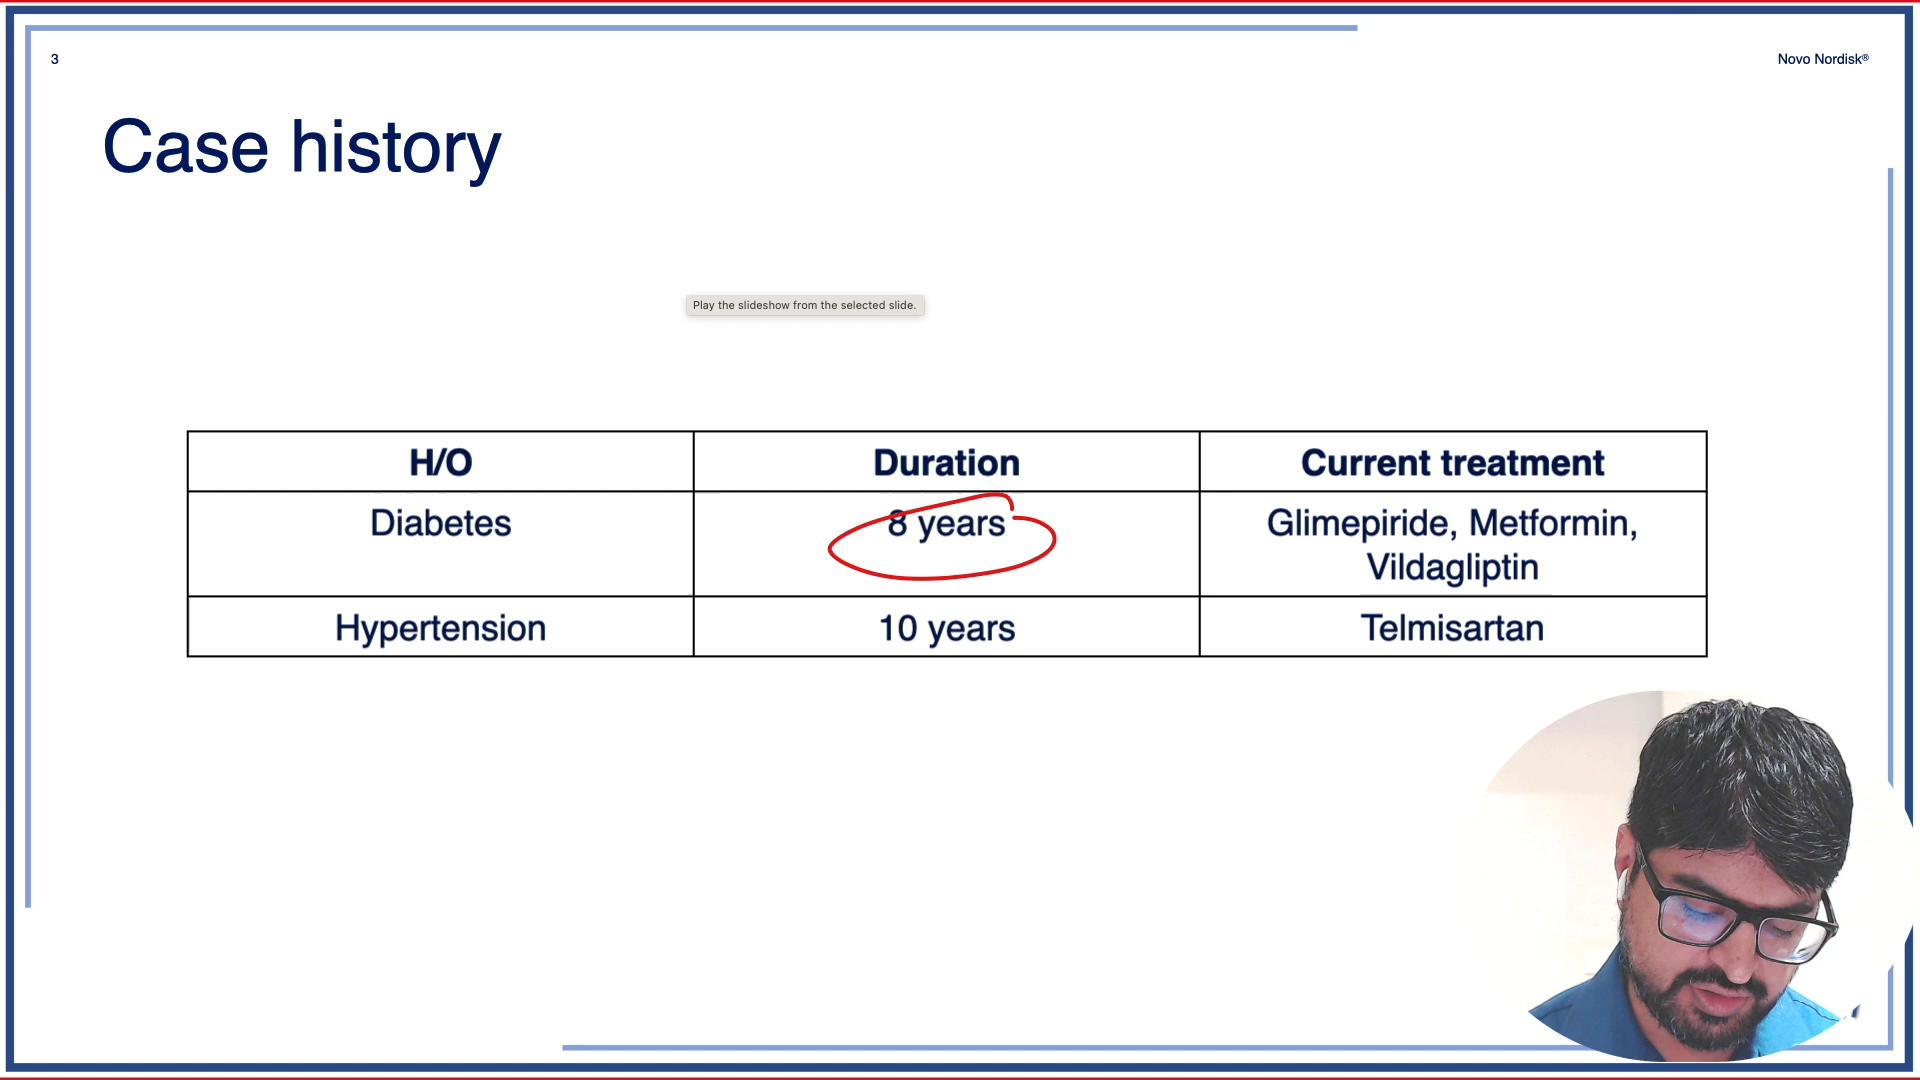 3
Novo Nordisk®
Case history
Play the slideshow from the selected slide.
H/O Duration Current treatment
Diabetes 8 years Glimepiride, Metformin,
Vildagliptin
Hypertension 10 years Telmisartan